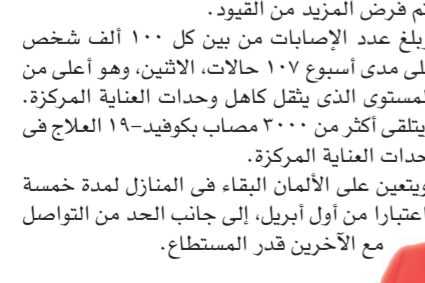 تم فرض المزيد من القيود.
وبلغ عدد الإصابات من بين كل ١٠٠ ألف شخص
على مدى أسبوع ١٠٧ حالات، الاثنين، وهو أعلى من
المستوى الذى يثقل كاهل وحدات العناية المركزة.
ويتلقى أكثر من ٣٠٠٠ مصاب بكوفيد-١٩ العلاج فى
وحدات العناية المركزة.
ويتعين على الألمان البقاء فى المنازل لمدة خمسة
اعتبارا من أول أبريل، إلى جانب الحد من التواصل
مع الآخرين قدر المستطاع.